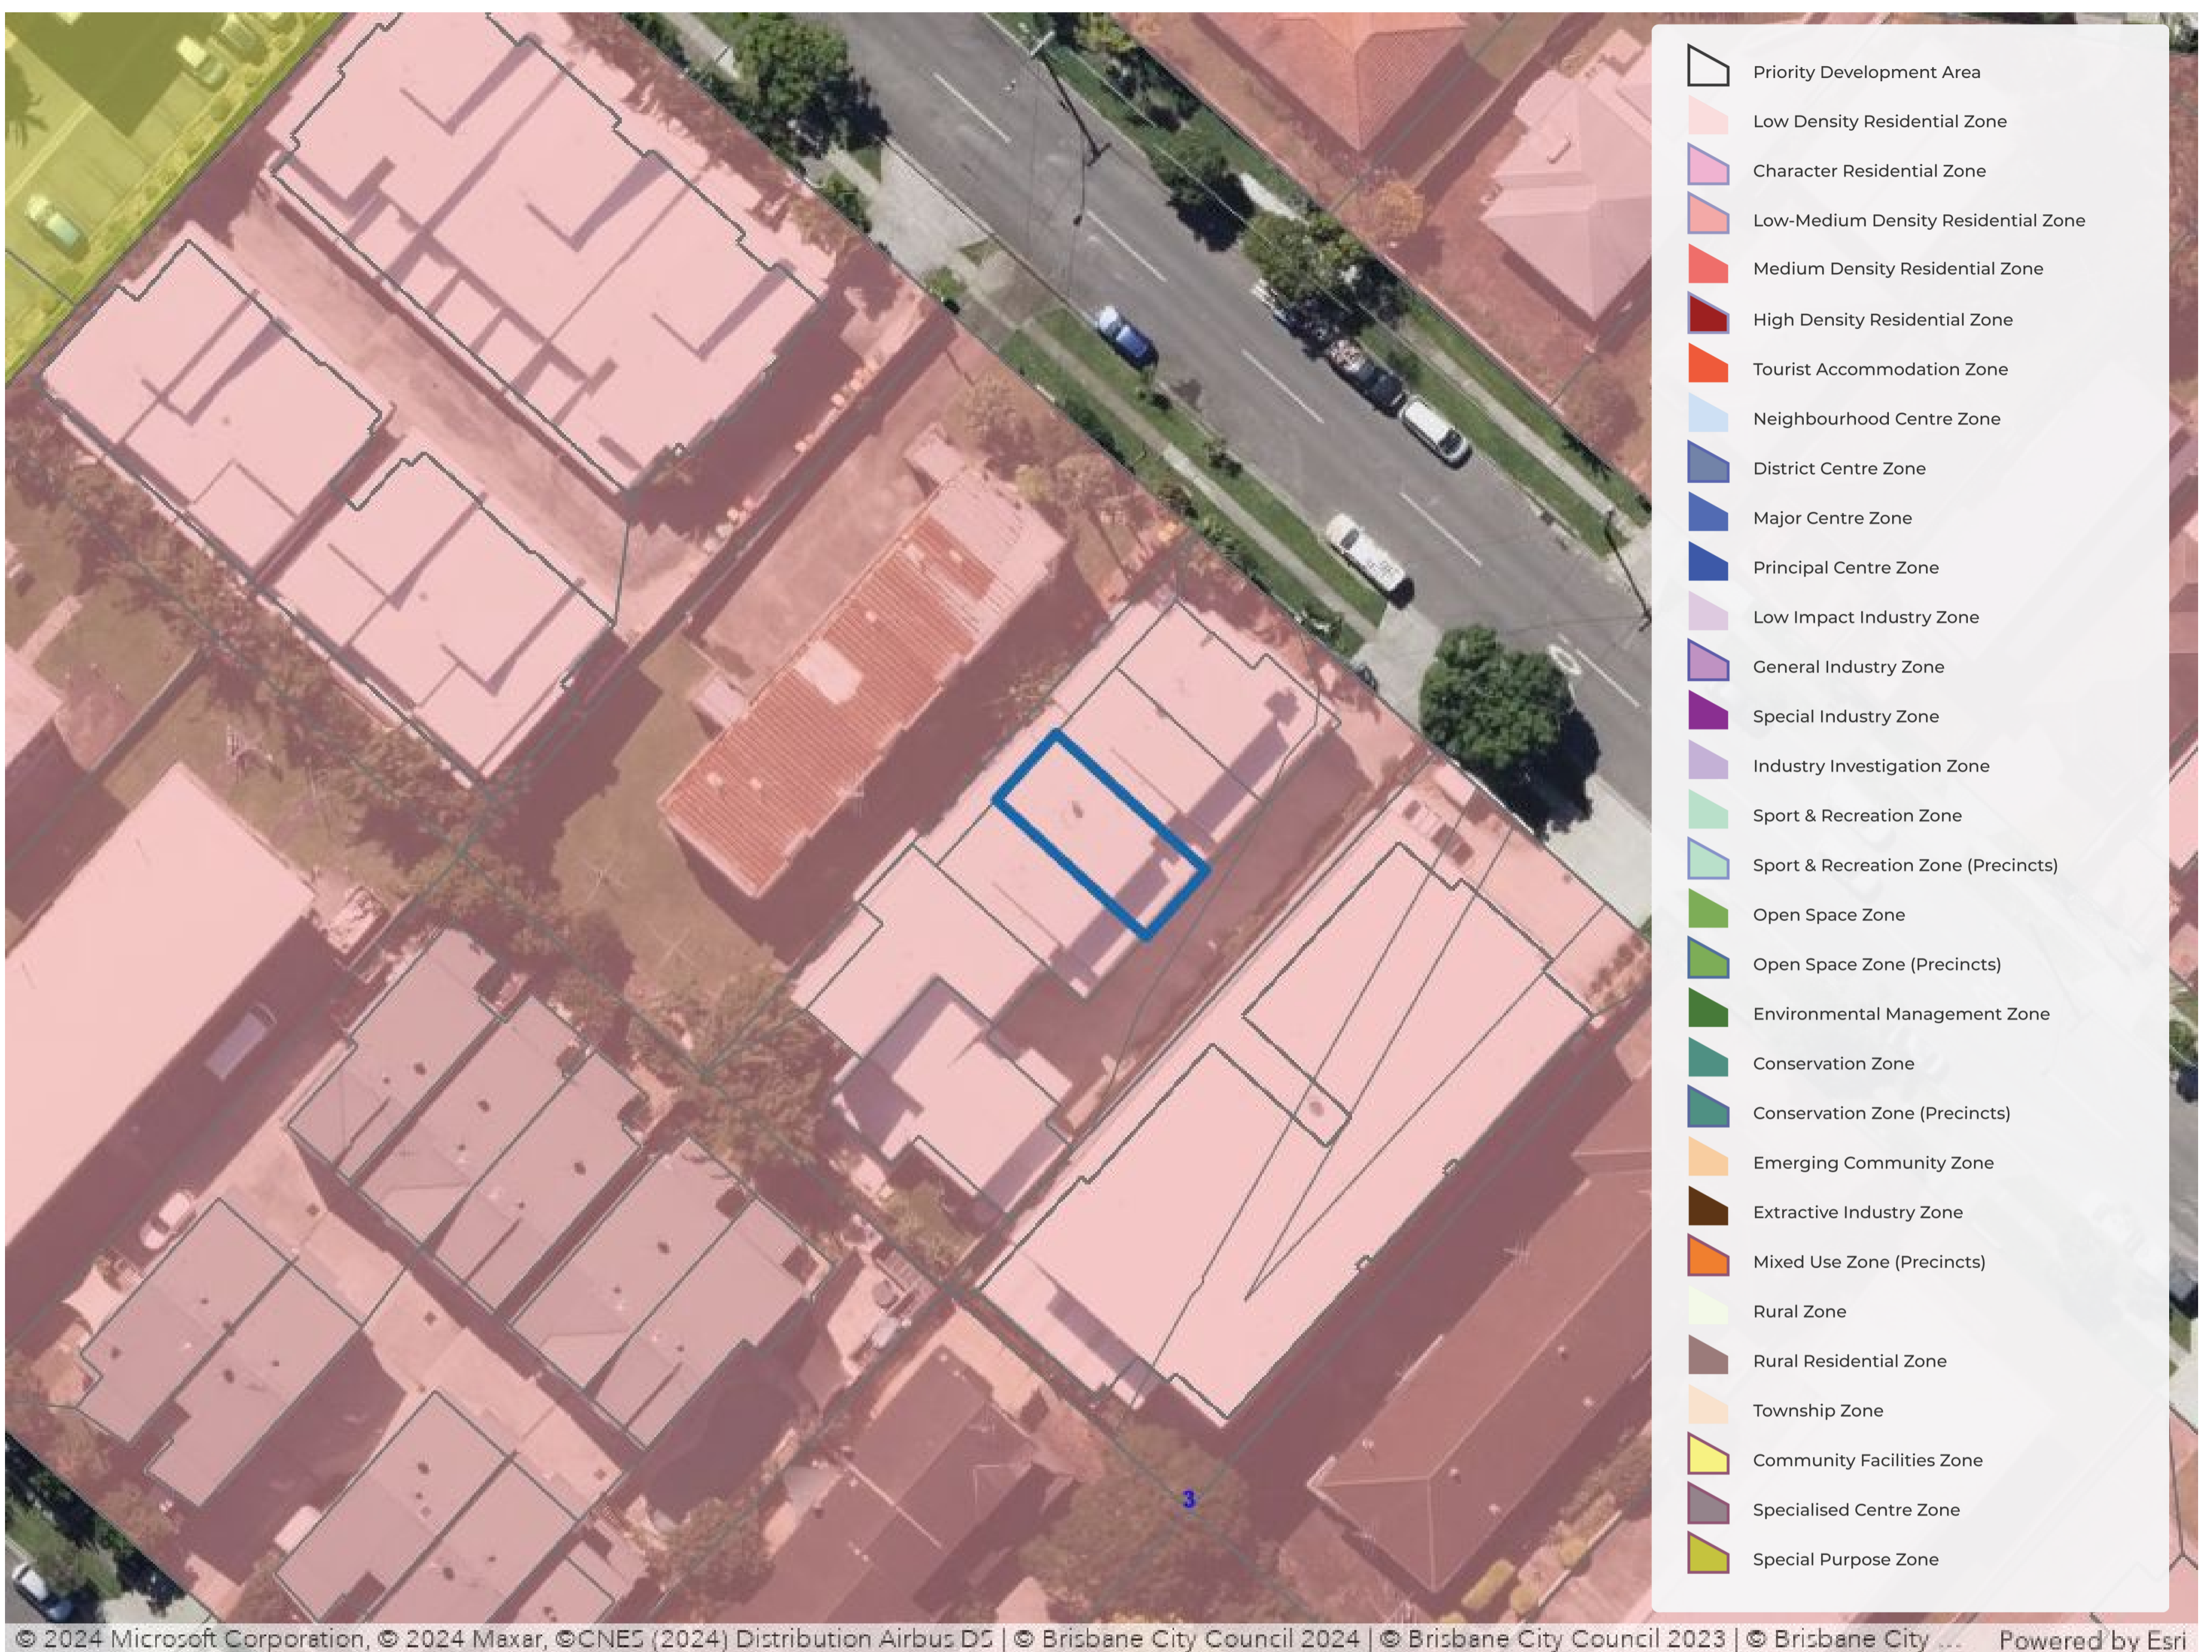 Priority Development Area
Low Density Residential Zone
Character Residential Zone
Low-Medium Density Residential Zone
Medium Density Residential Zone
High Density Residential Zone
Tourist Accommodation Zone
Neighbourhood Centre Zone
District Centre Zone
Major Centre Zone
Principal Centre Zone
Low Impact Industry Zone
General Industry Zone
Special Industry Zone
Industry Investigation Zone
Sport & Recreation Zone
Sport & Recreation Zone (Precincts)
Open Space Zone
Open Space Zone (Precincts)
Environmental Management Zone
Conservation Zone
Conservation Zone (Precincts)
Emerging Community Zone
Extractive Industry Zone
Mixed Use Zone (Precincts)
Rural Zone
Rural Residential Zone
Township Zone
Community Facilities Zone
Specialised Centre Zone
Special Purpose Zone
3
© 2024 Microsoft Corporation, © 2024 Maxar, ©CNES (2024) Distribution Airbus DS | © Brisbane City Council 2024 | © Brisbane City Council 2023 | © Brisbane City ... Powered by Esri